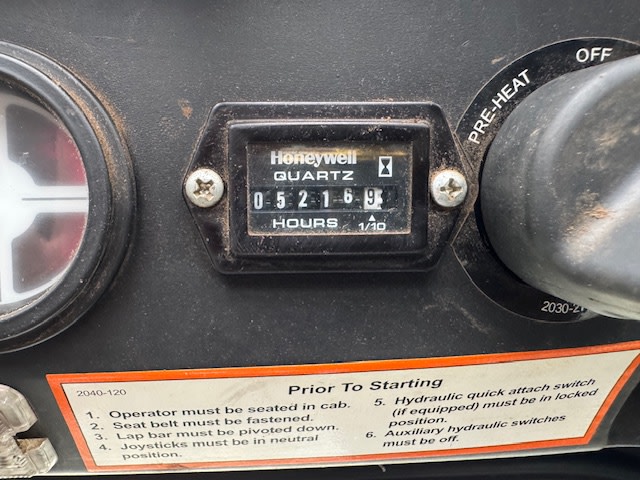 OFF
PRE-HEAT
Honeywell
QUARTZ
0 5 2 1 6 9
HOURS 1/10
2040-120
Prior To Starting
1. Operator must be seated in cab.
2. Seat belt must be fastened.
3. Lap bar must be pivoted down.
4. Joysticks must be in neutral
position.
5. Hydraulic quick attach switch
(if equipped) must be in locked
position.
6. Auxiliary hydraulic switches
must be off.